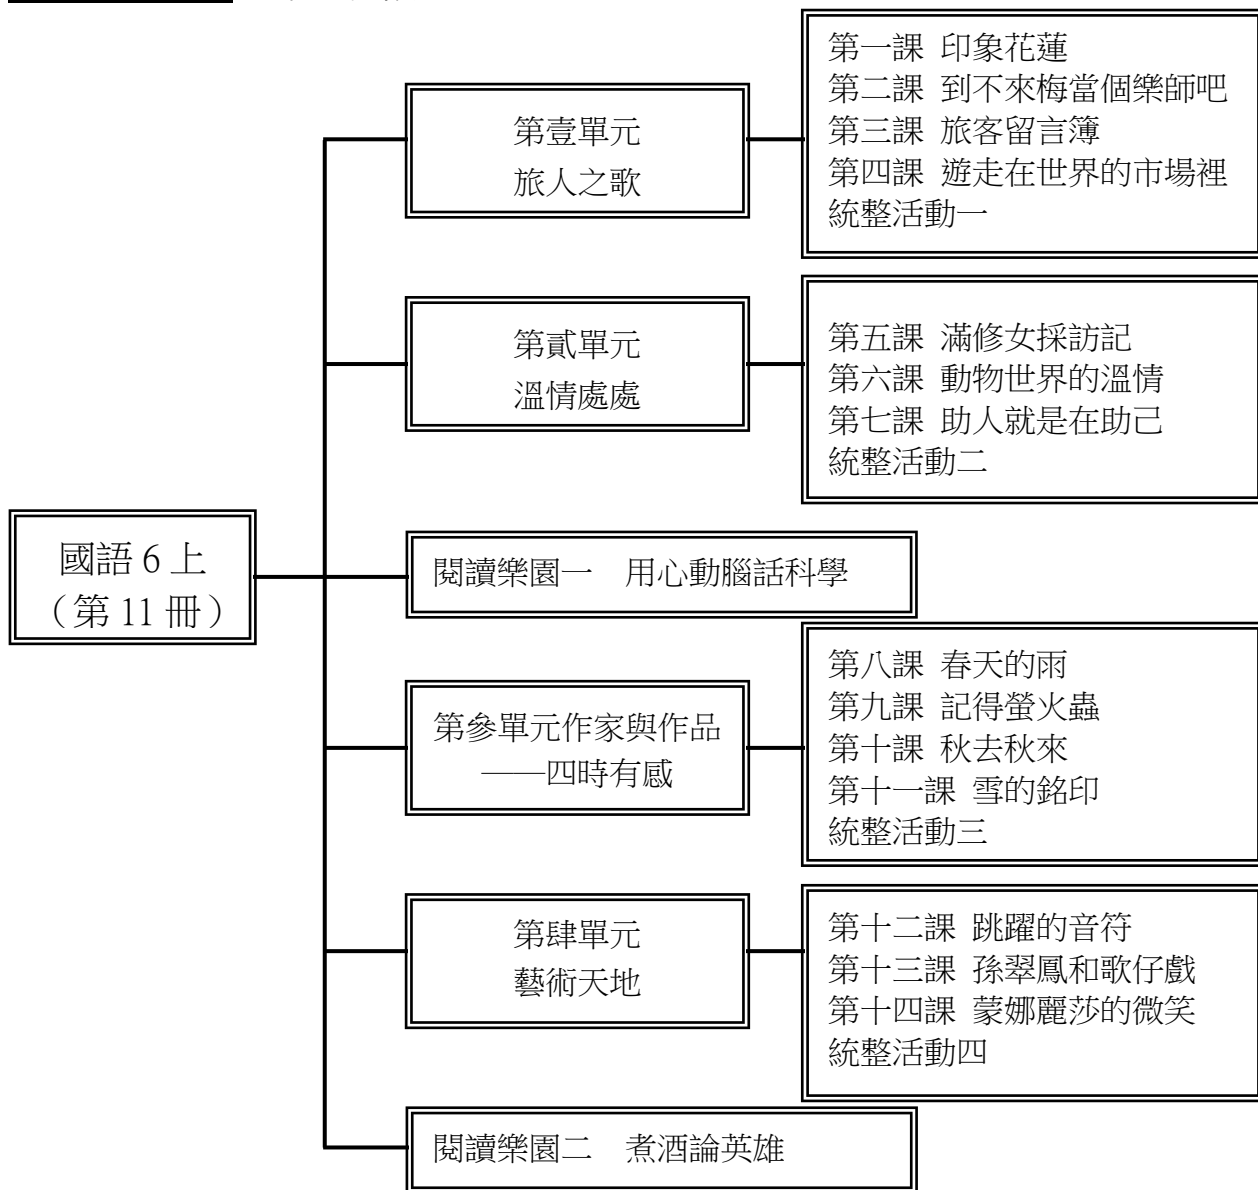 國語 6 上
（第 11 冊）
第壹單元
旅人之歌
第一課 印象花蓮
第二課 到不來梅當個樂師吧
第三課 旅客留言簿
第四課 遊走在世界的市場裡
統整活動一
第貳單元
溫情處處
第五課 滿修女採訪記
第六課 動物世界的溫情
第七課 助人就是在助己
統整活動二
閱讀樂園一　用心動腦話科學
第參單元作家與作品
——四時有感
第八課 春天的雨
第九課 記得螢火蟲
第十課 秋去秋來
第十一課 雪的銘印
統整活動三
第肆單元
藝術天地
第十二課 跳躍的音符
第十三課 孫翠鳳和歌仔戲
第十四課 蒙娜麗莎的微笑
統整活動四
閱讀樂園二　煮酒論英雄